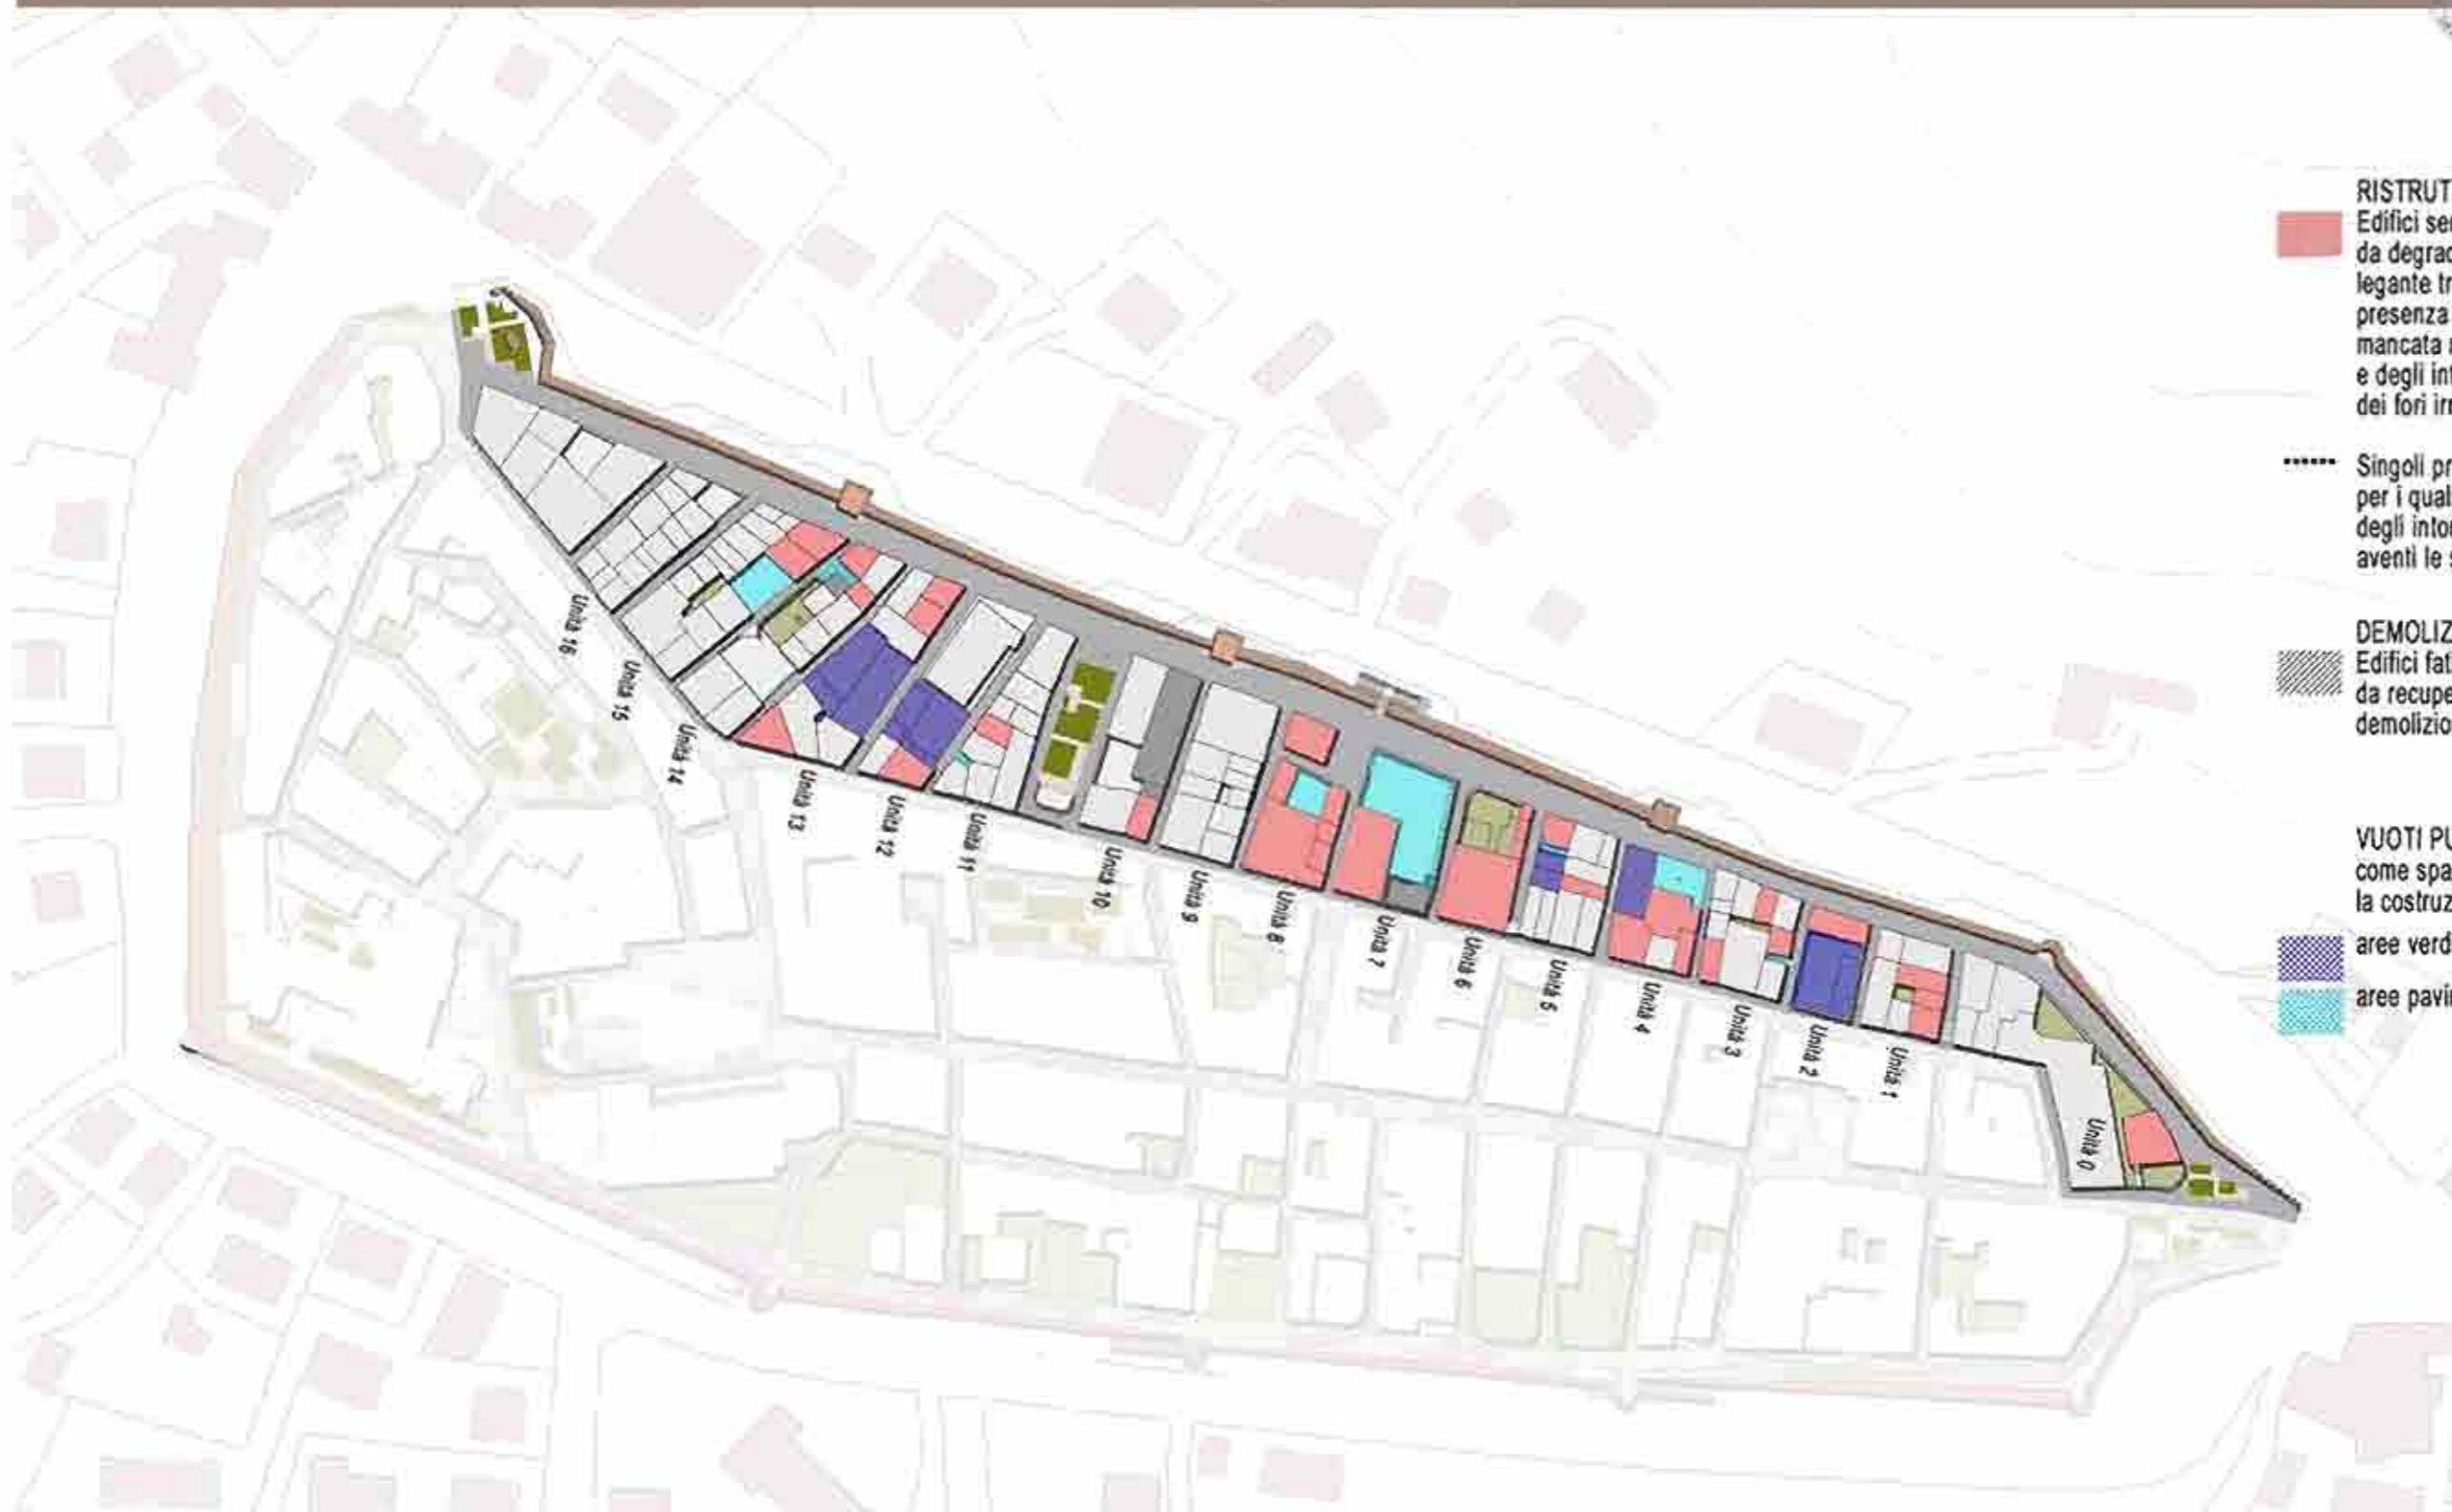 RISTRUT
Edifici se
da degrad
legante tr
presenza
mancata
e degli int
dei fori ir
Singoli pr
per i qual
degli into
aventi le s
DEMOLIZ
Edifici fat
da recupe
demolizio
VUOTI PU
come spa
la costruz
aree verd
aree pavi
Unità 16
Unità 15
Unità 14
Unità 13
Unità 12
Unità 11
Unità 10
Unità 9
Unità 8
Unità 7
Unità 6
Unità 5
Unità 4
Unità 3
Unità 2
Unità 1
Unità 0